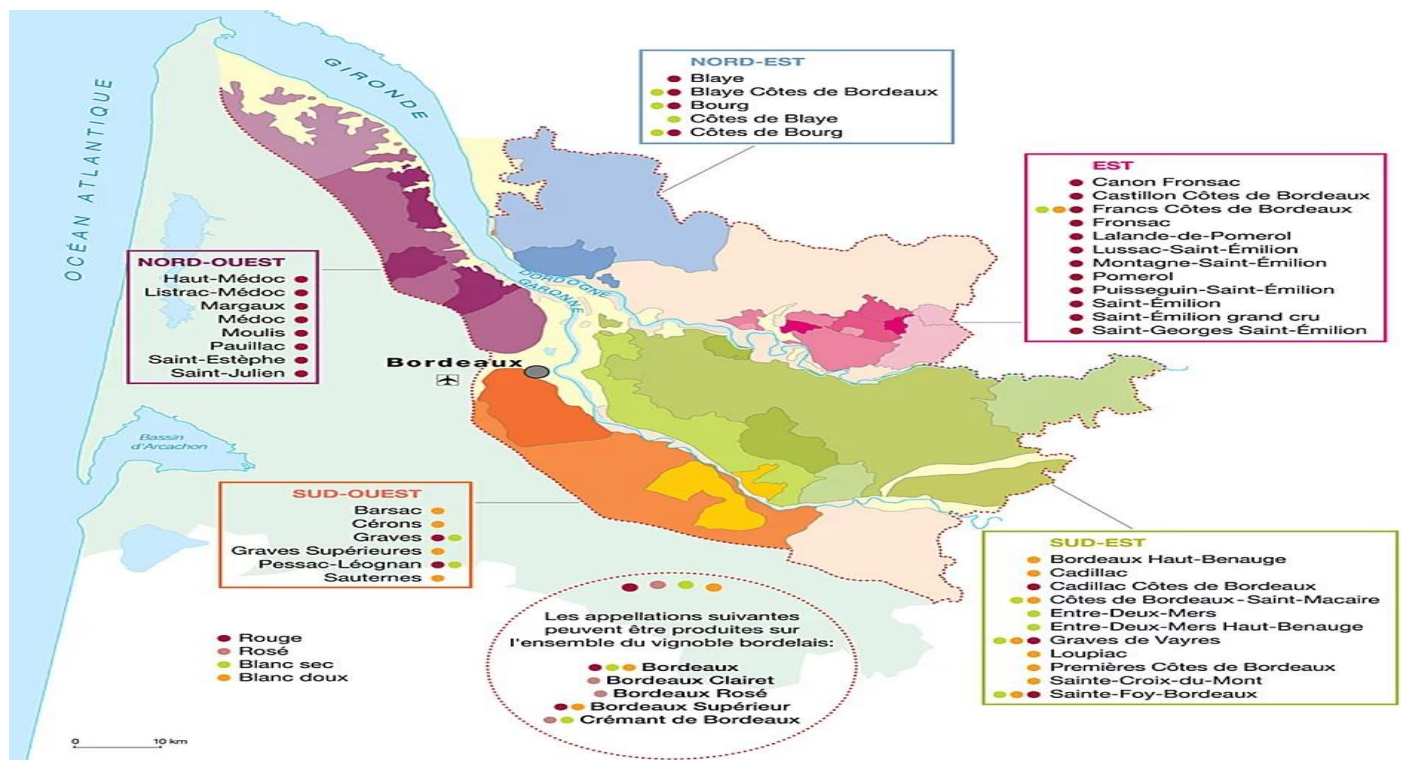 OCÉAN ATLANTIQUE
GIRONDE
NORD-EST
Blaye
Blaye Côtes de Bordeaux
Bourg
Côtes de Blaye
Côtes de Bourg
EST
Canon Fronsac
Castillon Côtes de Bordeaux
Francs Côtes de Bordeaux
Fronsac
Lalande-de-Pomerol
Lussac-Saint-Émilion
Montagne-Saint-Émilion
Pomerol
Puisseguin-Saint-Émilion
Saint-Émilion
Saint-Émilion grand cru
Saint-Georges Saint-Émilion
NORD-OUEST
Haut-Médoc
Listrac-Médoc
Margaux
Médoc
Moulis
Pauillac
Saint-Estèphe
Saint-Julien
DORDOGNE
GARONNE
Bordeaux
Bassin
d'Arcachon
SUD-OUEST
Barsac
Cérons
Graves
Graves Supérieures
Pessac-Léognan
Sauternes
SUD-EST
Bordeaux Haut-Benauge
Cadillac
Cadillac Côtes de Bordeaux
Côtes de Bordeaux-Saint-Macaire
Entre-Deux-Mers
Entre-Deux-Mers Haut-Benauge
Graves de Vayres
Loupiac
Premières Côtes de Bordeaux
Sainte-Croix-du-Mont
Sainte-Foy-Bordeaux
Les appellations suivantes
peuvent être produites sur
l'ensemble du vignoble bordelais:
Bordeaux
Bordeaux Clairet
Bordeaux Rosé
Bordeaux Supérieur
Crémant de Bordeaux
Rouge
Rosé
Blanc sec
Blanc doux
0 10 km